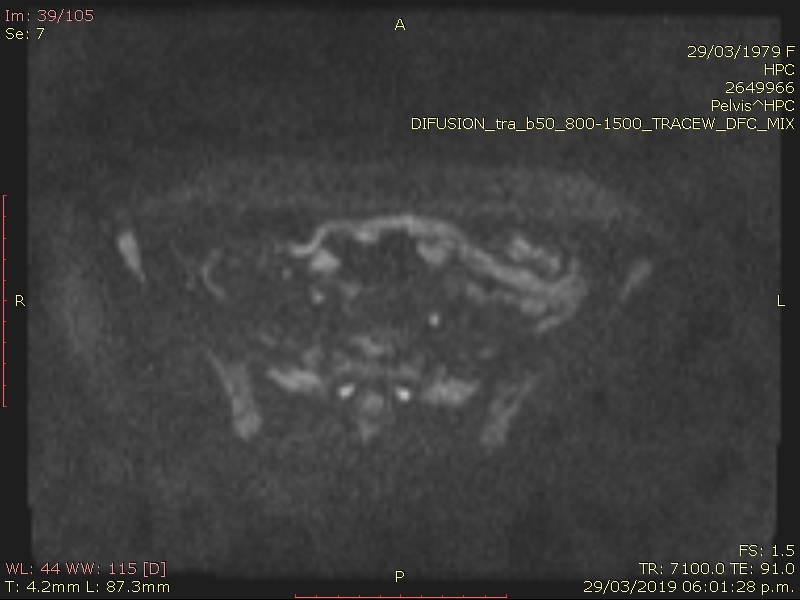 Im: 39/105
Se: 7
A
29/03/1979 F
HPC
2649966
Pelvis^HPC
DIFUSION_tra_b50_800-1500_TRACEW_DFC_MIX
R
L
WL: 44 WW: 115 [D]
T: 4.2mm L: 87.3mm
P
FS: 1.5
TR: 7100.0 TE: 91.0
29/03/2019 06:01:28 p.m.